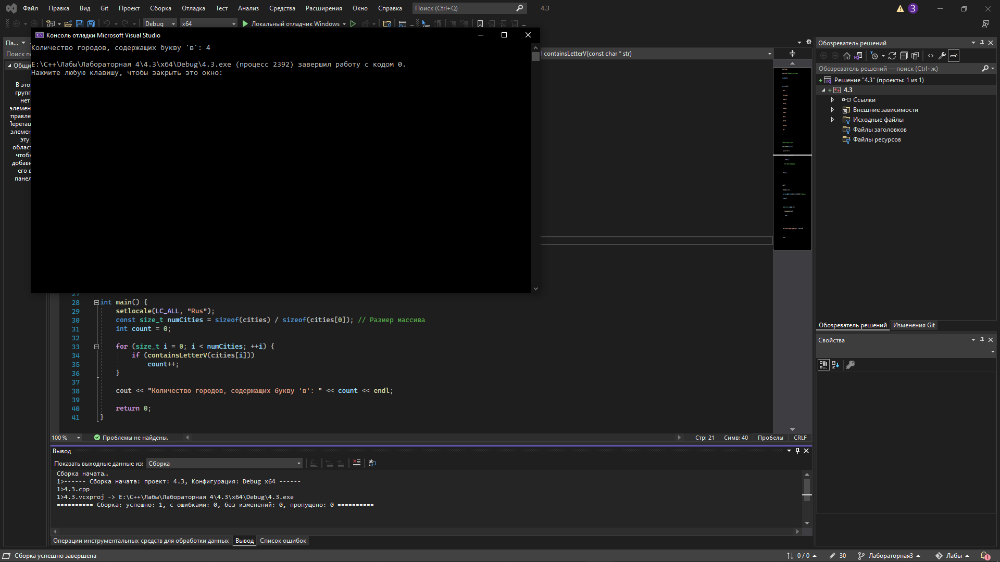 Файл Правка Вид Git Проект Сборка Отладка Тест Анализ Средства Расширения Окно Справка Поиск (Ctrl+Q) 4.3 3
Debug x64 Локальный отладчик Windows
Консоль отладки Microsoft Visual Studio
Количество городов, содержащих букву 'в': 4
E:\C++\Лабы\Лабораторная 4\4.3\x64\Debug\4.3.exe (процесс 2392) завершил работу с кодом 0.
Нажмите любую клавишу, чтобы закрыть это окно:
Па...
Поиск по
Общи
В это
груп
нет
элемен
правле
Перетащ
элемен
эту
област
чтобы
добави
его в
панел
containsLetterV(const char * str)
27
28 int main() {
29 setlocale(LC_ALL, "Rus");
30 const size_t numCities = sizeof(cities) / sizeof(cities[0]); // Размер массива
31 int count = 0;
32
33 for (size_t i = 0; i < numCities; ++i) {
34 if (containsLetterV(cities[i]))
35 count++;
36 }
37
38 cout << "Количество городов, содержащих букву 'в': " << count << endl;
39
40 return 0;
41 }
100 % Проблемы не найдены. Стр: 21 Симв: 40 Пробелы CRLF
Вывод
Показать выходные данные из: Сборка
Сборка начата…
1>------ Сборка начата: проект: 4.3, Конфигурация: Debug x64 ------
1>4.3.cpp
1>4.3.vcxproj -> E:\C++\Лабы\Лабораторная 4\4.3\x64\Debug\4.3.exe
========== Сборка: успешно: 1, с ошибками: 0, без изменений: 0, пропущено: 0 ==========
Операции инструментальных средств для обработки данных Вывод Список ошибок
Обозреватель решений
Обозреватель решений — поиск (Ctrl+ж)
Решение "4.3" (проекты: 1 из 1)
4.3
Ссылки
Внешние зависимости
Исходные файлы
Файлы заголовков
Файлы ресурсов
Обозреватель решений Изменения Git
Свойства
Сборка успешно завершена 0 / 0 30 Лабораторная3 Лабы 1